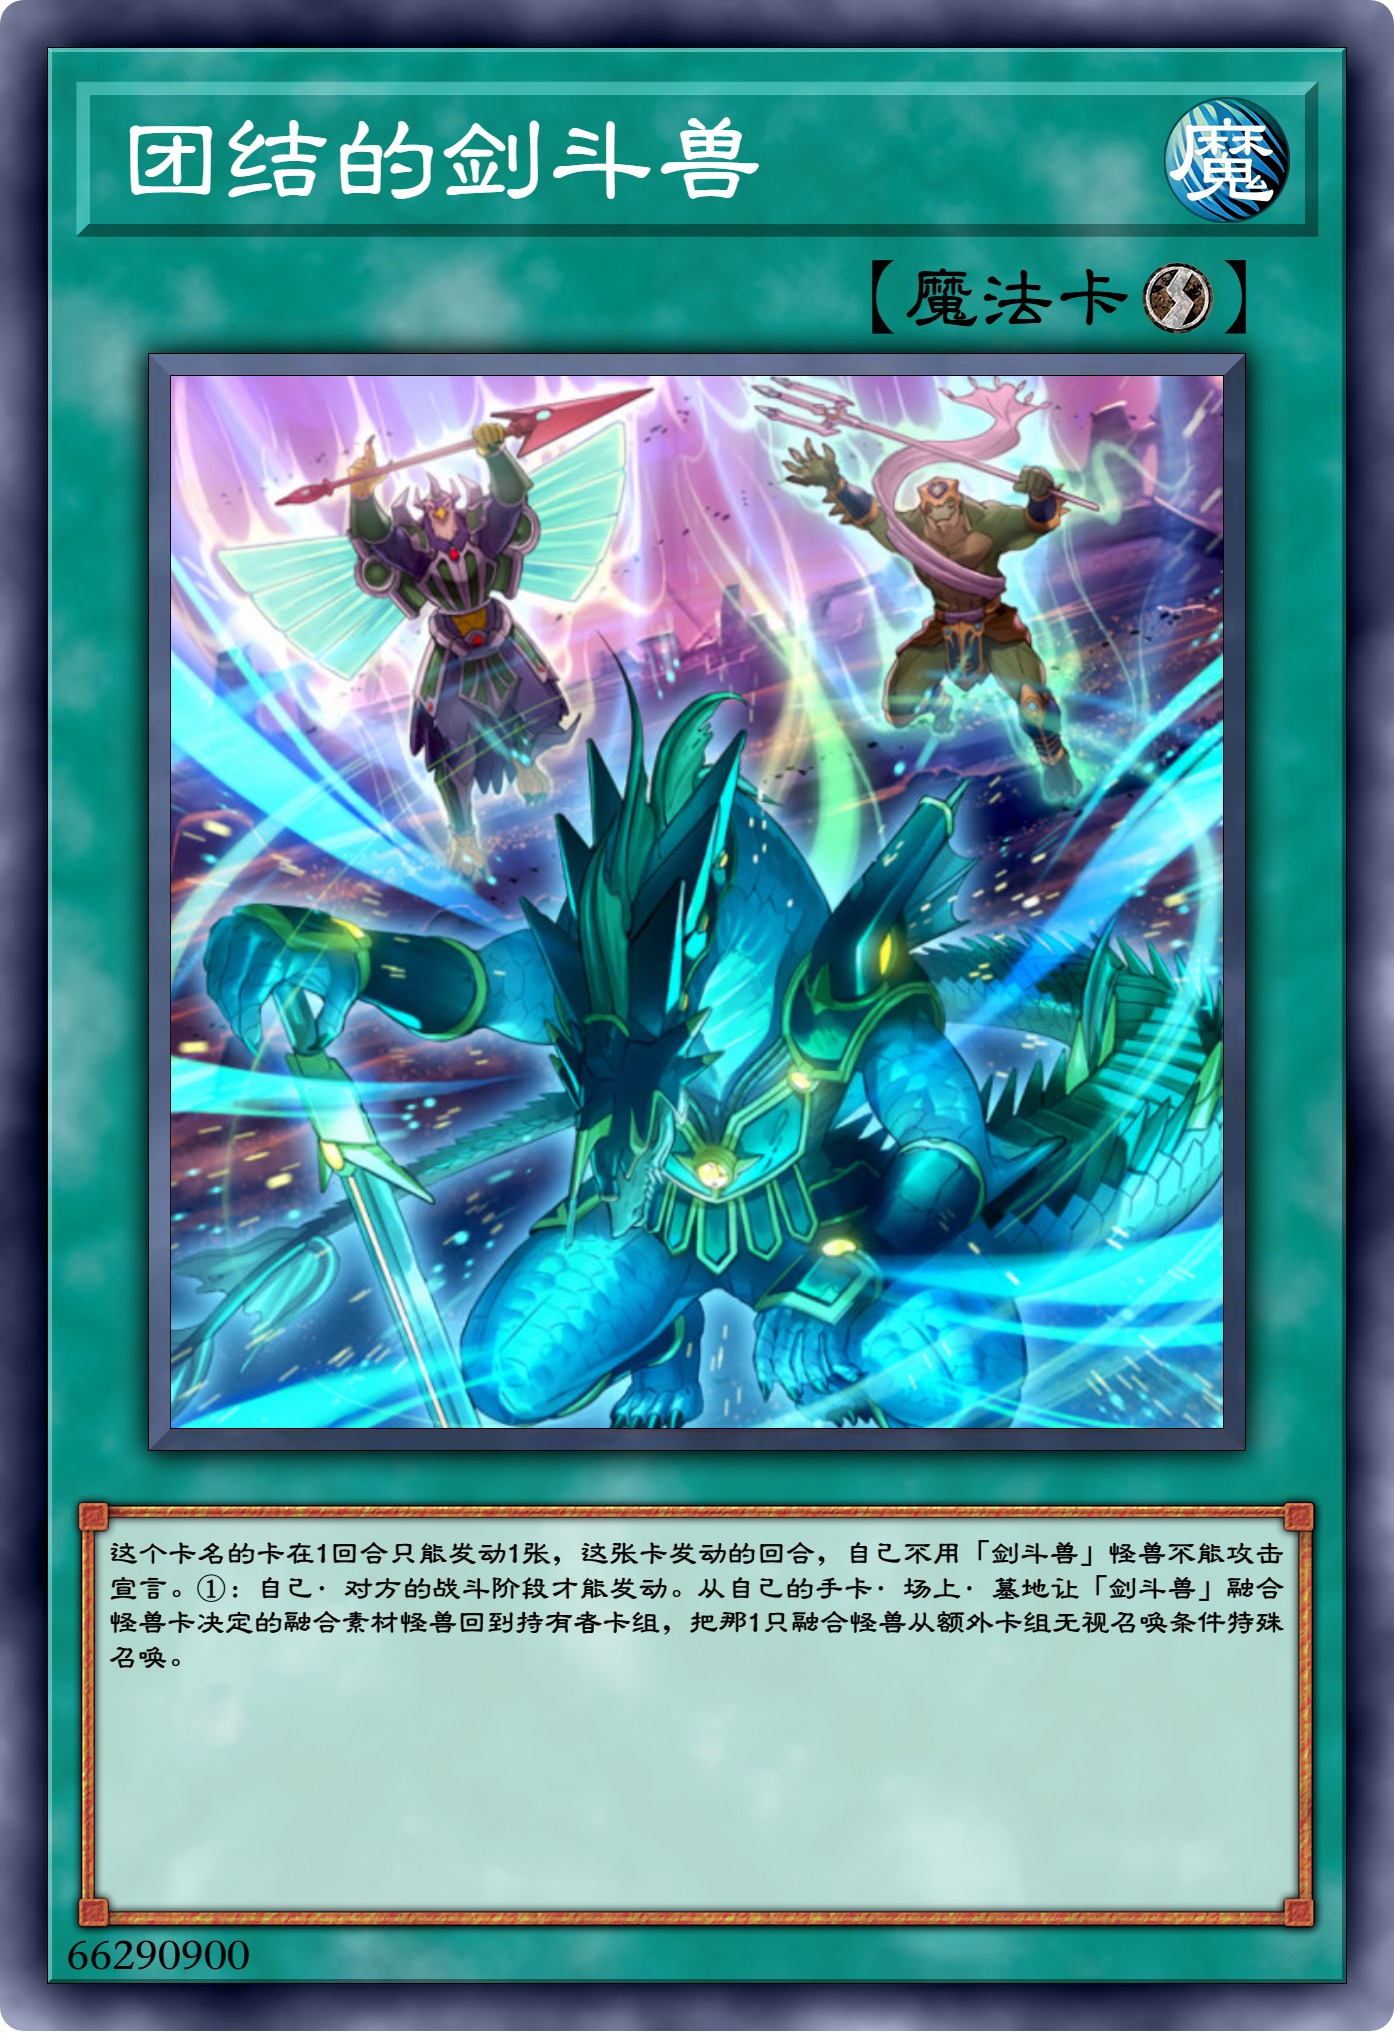 团结的剑斗兽
魔
【魔法卡】
这个卡名的卡在1回合只能发动1张，这张卡发动的回合，自己不用「剑斗兽」怪兽不能攻击
宣言。①：自己·对方的战斗阶段才能发动。从自己的手卡·场上·墓地让「剑斗兽」融合
怪兽卡决定的融合素材怪兽回到持有者卡组，把那1只融合怪兽从额外卡组无视召唤条件特殊
召唤。
66290900